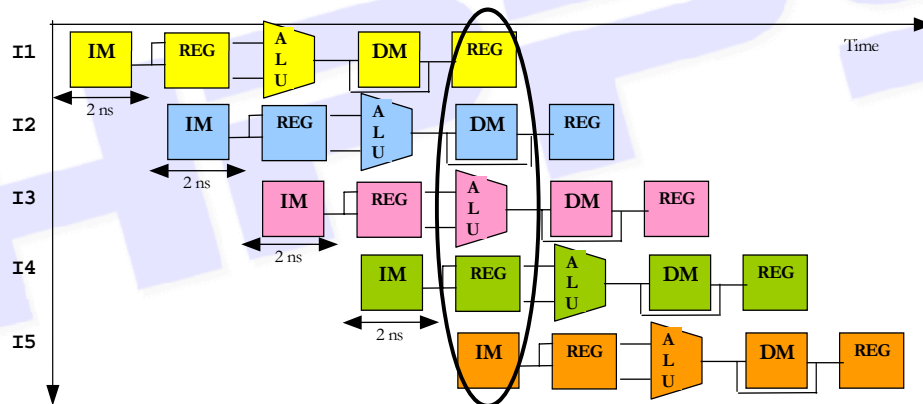 I1 IM REG A L U DM REG Time
2 ns
I2 IM REG A L U DM REG
2 ns
I3 IM REG A L U DM REG
2 ns
I4 IM REG A L U DM REG
2 ns
I5 IM REG A L U DM REG